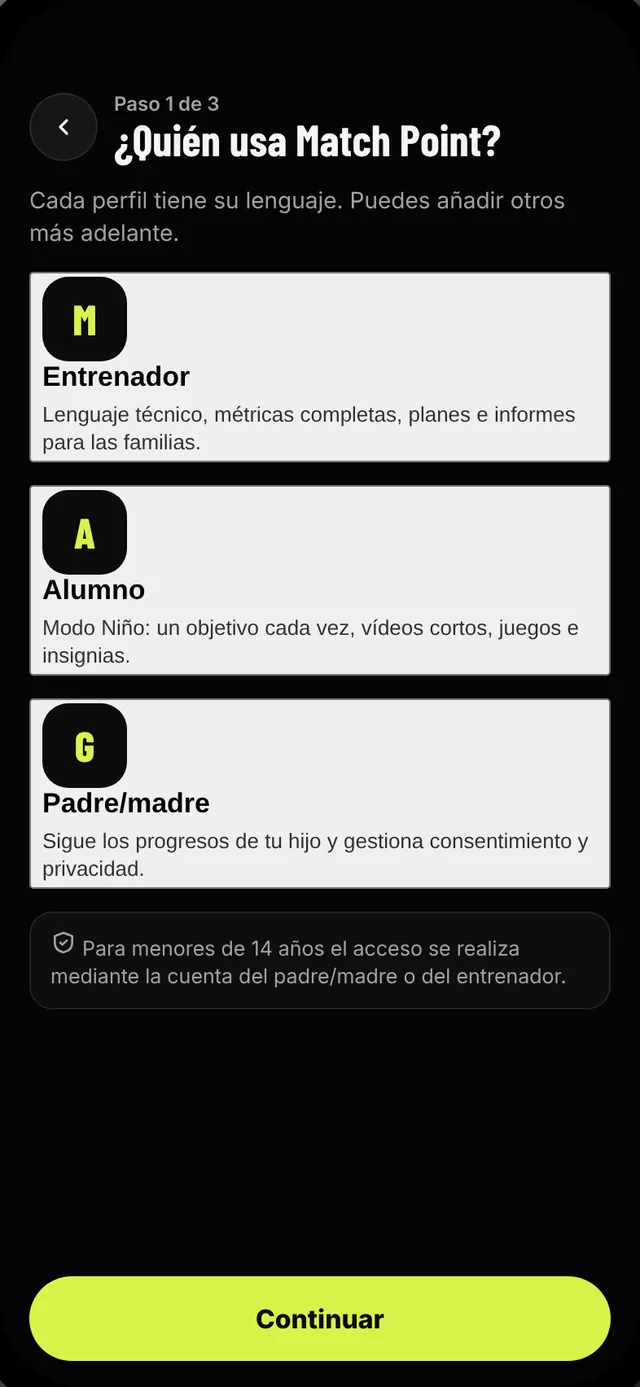 Paso 1 de 3
¿Quién usa Match Point?
Cada perfil tiene su lenguaje. Puedes añadir otros
más adelante.
M
Entrenador
Lenguaje técnico, métricas completas, planes e informes
para las familias.
A
Alumno
Modo Niño: un objetivo cada vez, vídeos cortos, juegos e
insignias.
G
Padre/madre
Sigue los progresos de tu hijo y gestiona consentimiento y
privacidad.
Para menores de 14 años el acceso se realiza
mediante la cuenta del padre/madre o del entrenador.
Continuar